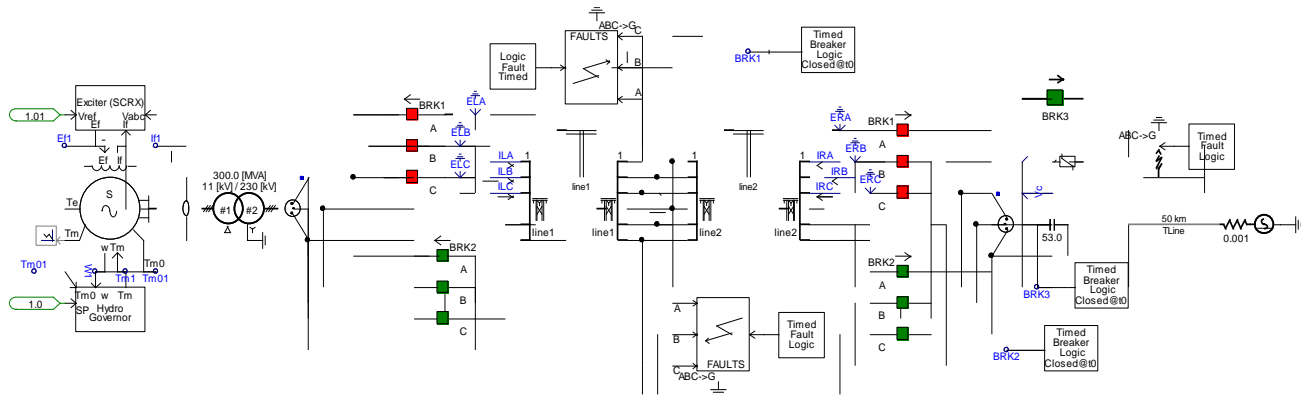 ABC->G
FAULTS
C
B
A
Logic
Fault
Timed
BRK1
Timed
Breaker
Logic
Closed@t0
Exciter (SCRX)
Vref
Vabc
Ef
If
1.01
Ef1
If1
Ef
If
S
Te
Tm
Tm01
W1
w
Tm
Tm0
Tm1
Tm01
Tm0
w
Tm
SP
Hydro
Governor
1.0
300.0 [MVA]
11 [kV] / 230 [kV]
#1
#2
BRK1
A
B
C
ELA
ELB
ELC
ILA
ILB
ILC
BRK2
A
B
C
1
line1
line1
1
line1
1
line2
line2
1
line2
A
B
C
FAULTS
ABC->G
Timed
Fault
Logic
ERA
ERB
ERC
IRA
IRB
IRC
BRK1
A
B
C
BRK2
A
B
C
BRK3
Vc
53.0
BRK3
Timed
Breaker
Logic
Closed@t0
BRK2
Timed
Breaker
Logic
Closed@t0
ABC->G
Timed
Fault
Logic
50 km
TLine
0.001